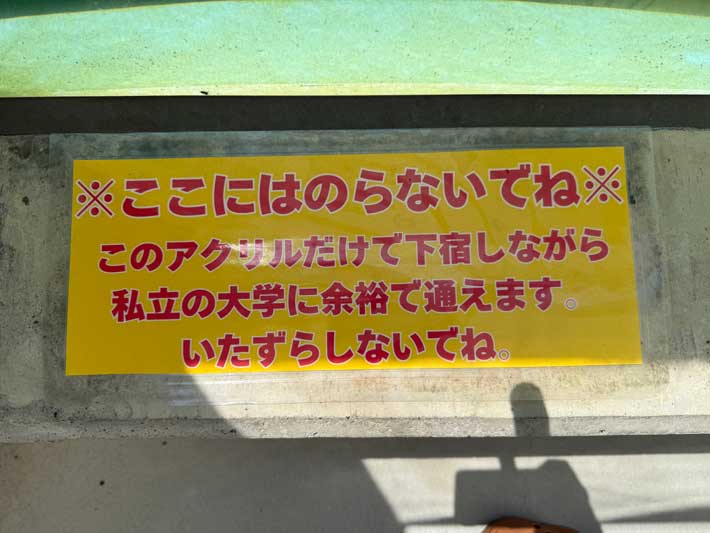 ※ここにはのらないでね※
このアクリルだけで下宿しながら
私立の大学に余裕で通えます。
いたずらしないでね。